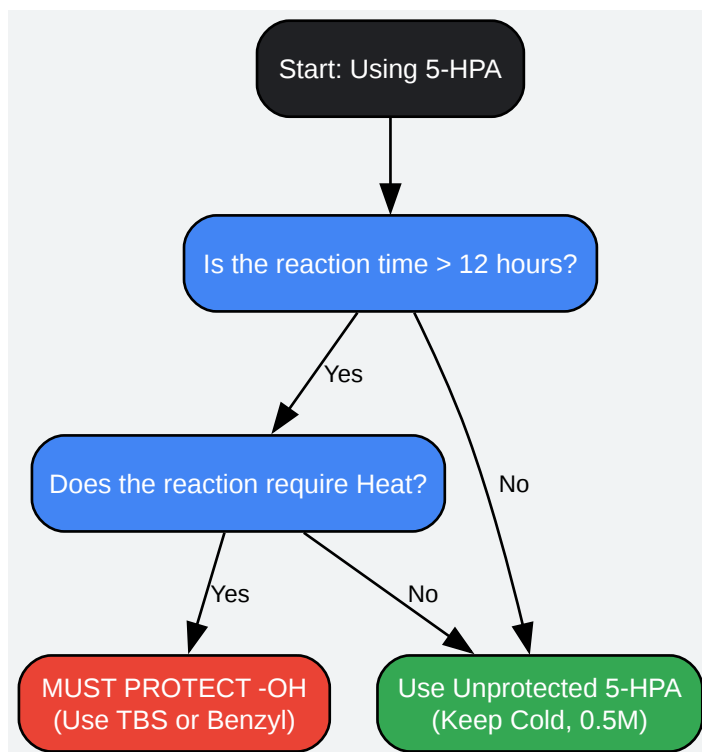 Start: Using 5-HPA
Is the reaction time > 12 hours?
Yes
Does the reaction require Heat?
No
Yes
No
MUST PROTECT -OH
(Use TBS or Benzyl)
Use Unprotected 5-HPA
(Keep Cold, 0.5M)